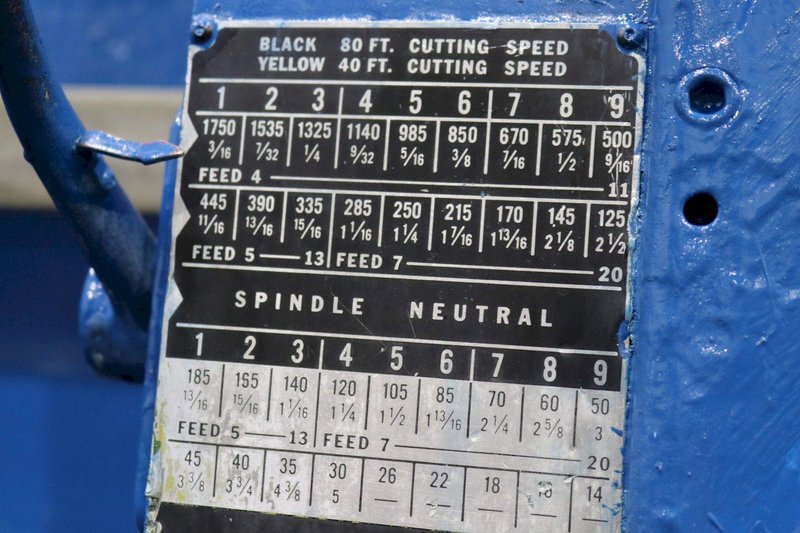 BLACK 80 FT. CUTTING SPEED
YELLOW 40 FT. CUTTING SPEED
1 2 3 4 5 6 7 8 9
1750 1535 1325 1140 985 850 670 575 500
3/16 7/32 1/4 9/32 5/16 3/8 7/16 1/2 9/16
FEED 4 11
445 390 335 285 250 215 170 145 125
11/16 13/16 15/16 1 1/16 1 1/4 1 7/16 1 13/16 2 1/8 2 1/2
FEED 5 13 FEED 7 20
SPINDLE NEUTRAL
1 2 3 4 5 6 7 8 9
185 165 140 120 105 85 70 60 50
13/16 15/16 1 1/16 1 1/4 1 1/2 1 13/16 2 1/4 2 5/8 3
FEED 5 13 FEED 7 20
45 40 35 30 26 22 18 14
3 3/8 3 3/4 4 3/8 5 — — — — —